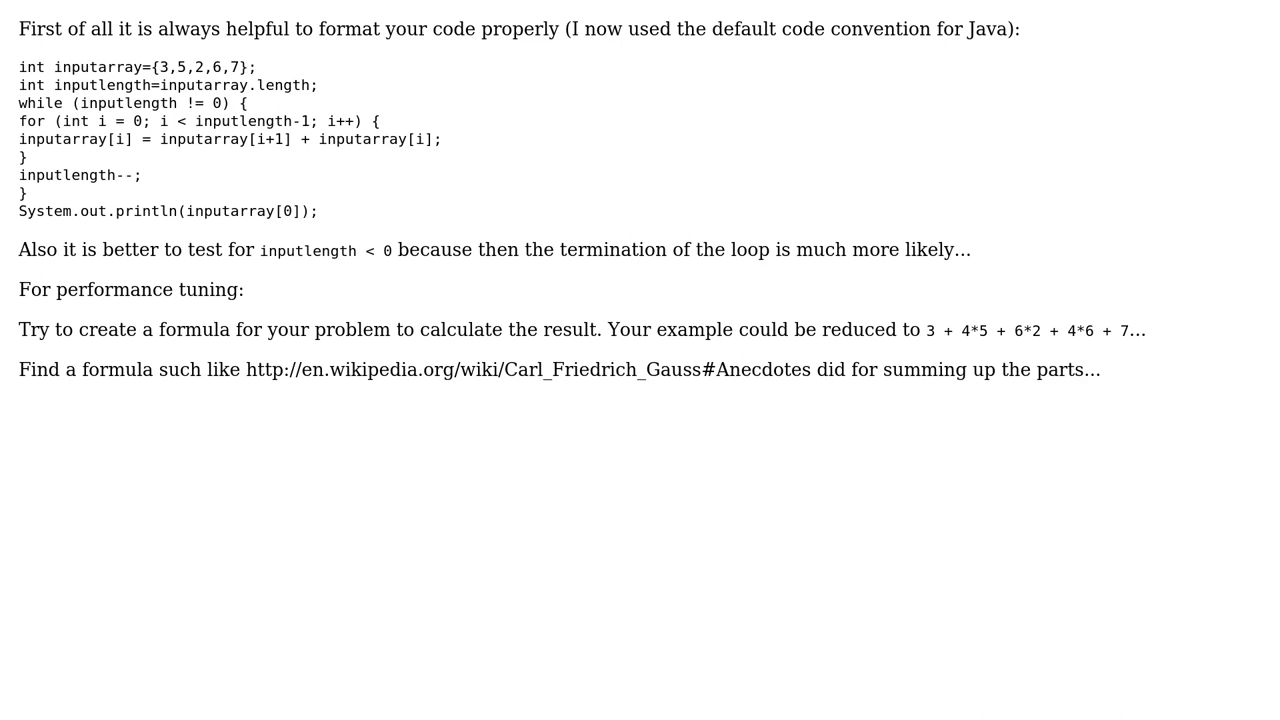 First of all it is always helpful to format your code properly (I now used the default code convention for Java):
int inputarray={3,5,2,6,7};
int inputlength=inputarray.length;
while (inputlength != 0) {
for (int i = 0; i < inputlength-1; i++) {
inputarray[i] = inputarray[i+1] + inputarray[i];
}
inputlength--;
}
System.out.println(inputarray[0]);
Also it is better to test for inputlength < 0 because then the termination of the loop is much more likely...
For performance tuning:
Try to create a formula for your problem to calculate the result. Your example could be reduced to 3 + 4*5 + 6*2 + 4*6 + 7...
Find a formula such like http://en.wikipedia.org/wiki/Carl_Friedrich_Gauss#Anecdotes did for summing up the parts...